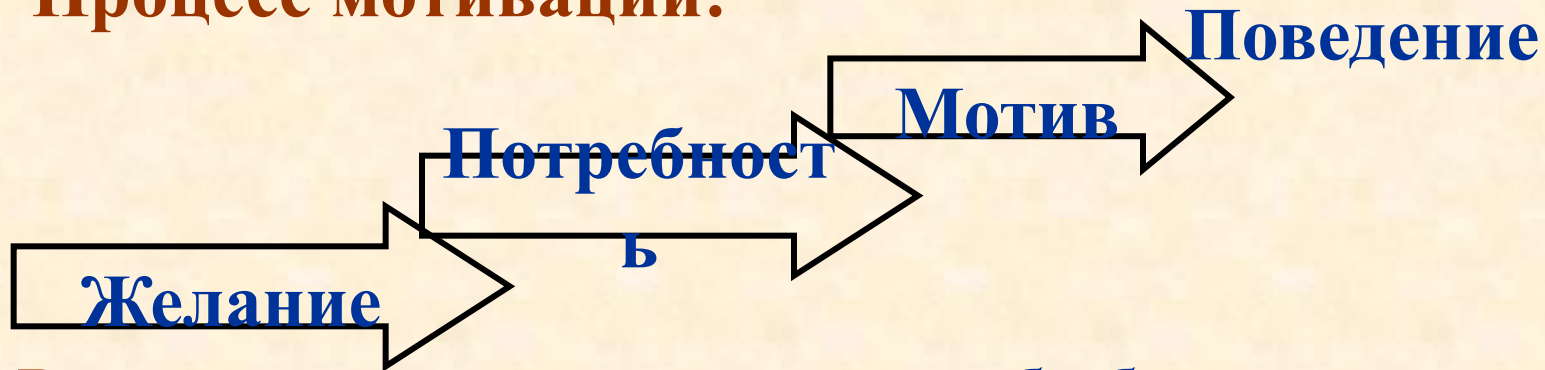 Процесс мотивации:
Поведение
Мотив
Потребност
ь
Желание